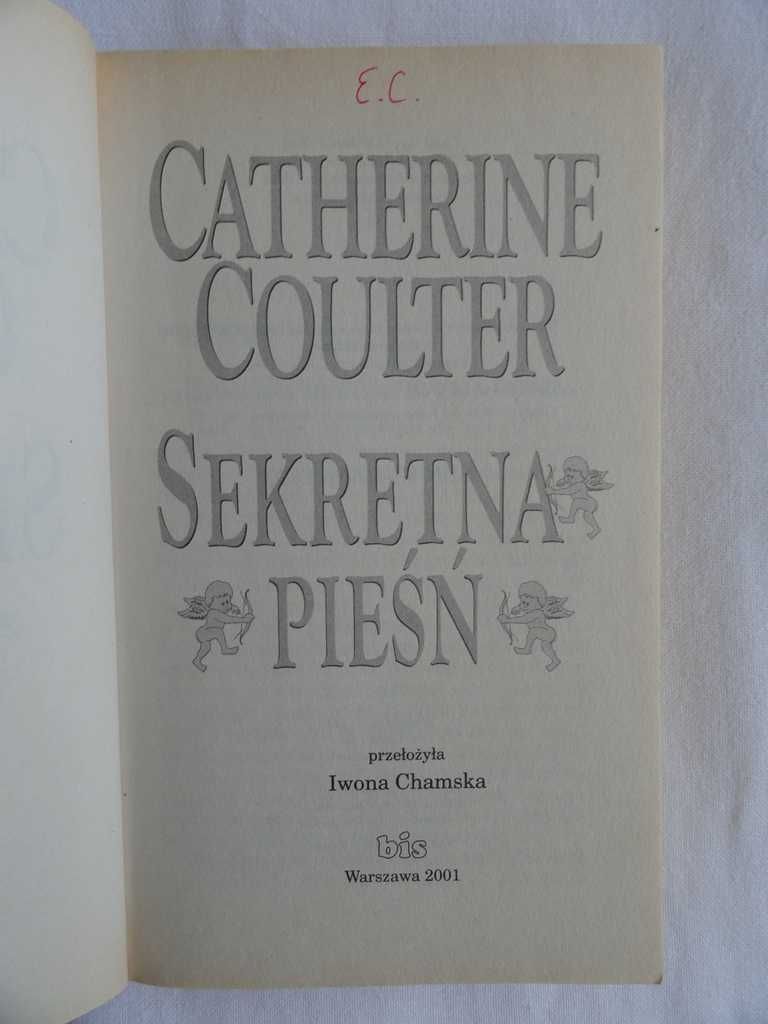 E.C.
CATHERINE
COULTER
SEKRETNA
PIEŚŃ
przełożyła
Iwona Chamska
bis
Warszawa 2001